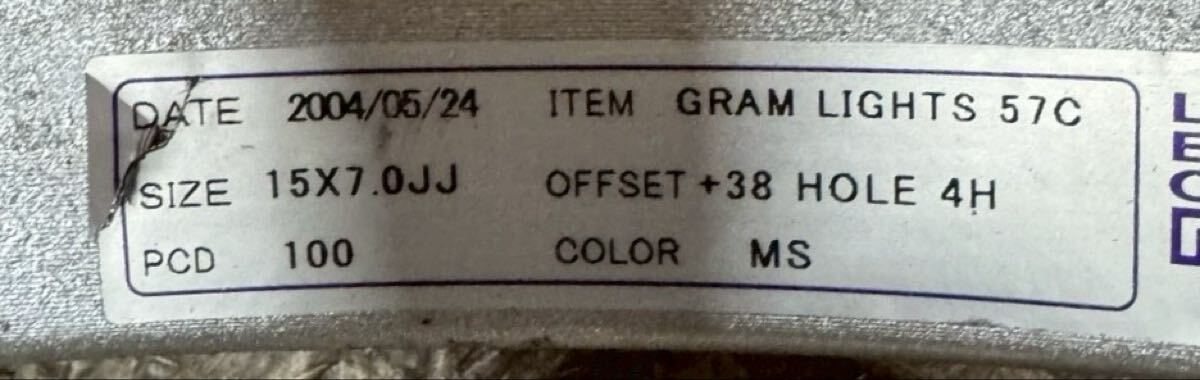 DATE 2004/05/24 ITEM GRAM LIGHTS 57C
SIZE 15X7.0JJ OFFSET +38 HOLE 4H
PCD 100 COLOR MS